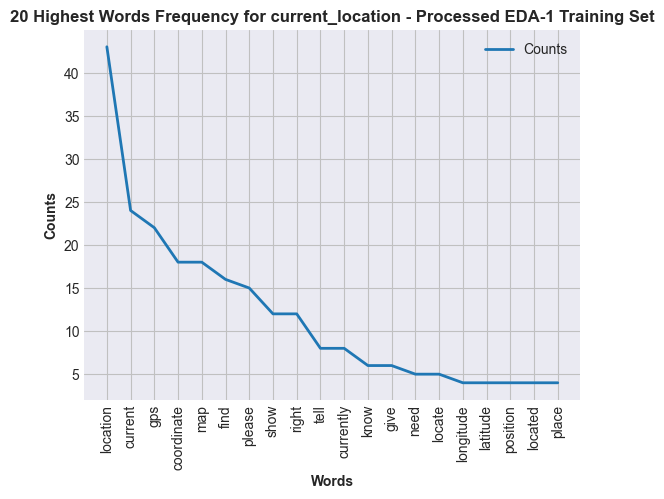 20 Highest Words Frequency for current_location - Processed EDA-1 Training Set
Counts
Counts
40
35
30
25
20
15
10
5
location
current
gps
coordinate
map
find
please
show
right
tell
currently
know
give
need
locate
longitude
latitude
position
located
place
Words